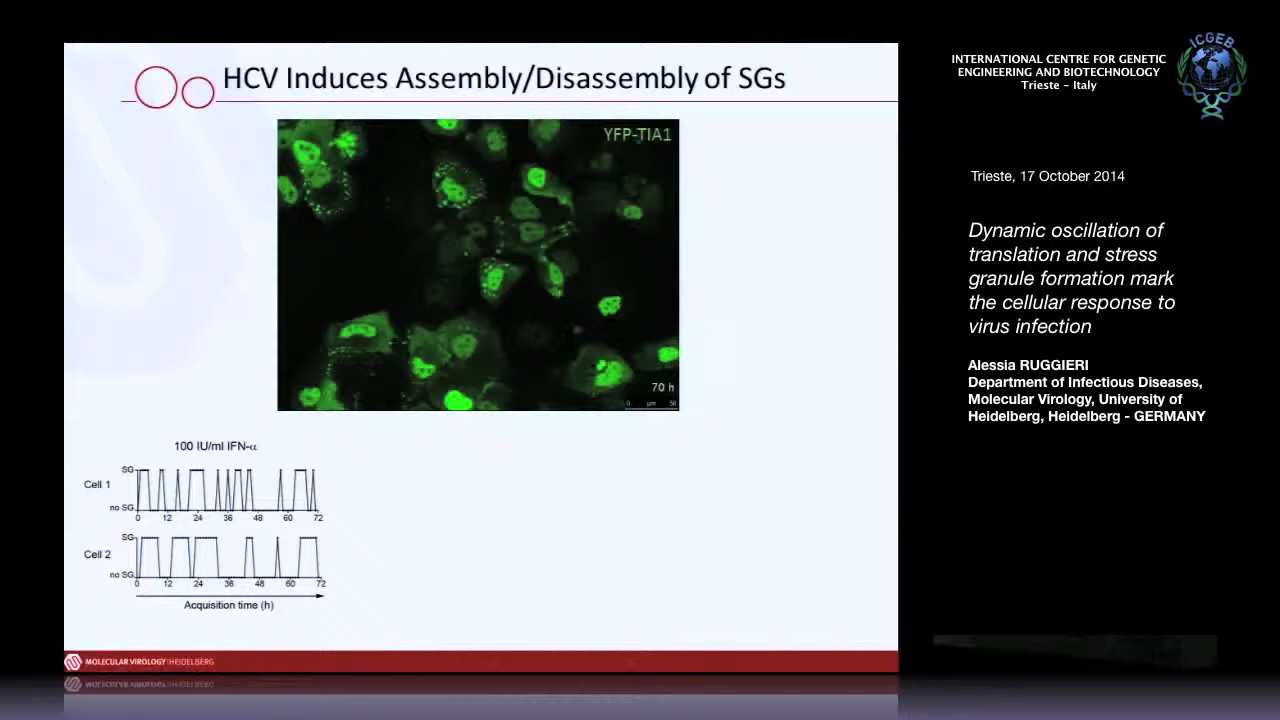 HCV Induces Assembly/Disassembly of SGs
YFP-TIA1
70 h
0 µm 50
100 IU/ml IFN-α
Cell 1
SG
no SG
0 12 24 36 48 60 72
Cell 2
SG
no SG
0 12 24 36 48 60 72
Acquisition time (h)
MOLECULAR VIROLOGY HEIDELBERG
INTERNATIONAL CENTRE FOR GENETIC
ENGINEERING AND BIOTECHNOLOGY
Trieste – Italy
ICGEB
Trieste, 17 October 2014
Dynamic oscillation of
translation and stress
granule formation mark
the cellular response to
virus infection
Alessia RUGGIERI
Department of Infectious Diseases,
Molecular Virology, University of
Heidelberg, Heidelberg - GERMANY